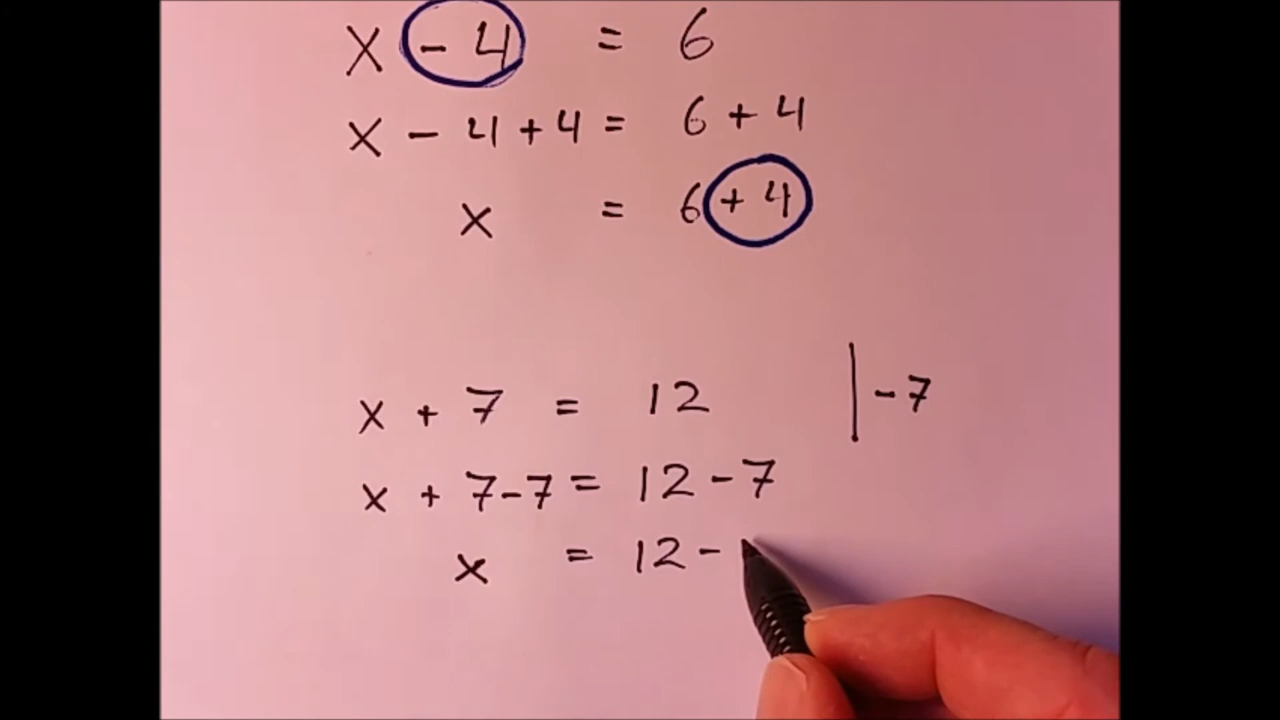 x - 4 = 6
x - 4 + 4 = 6 + 4
x = 6 + 4
x + 7 = 12 | - 7
x + 7 - 7 = 12 - 7
x = 12 -